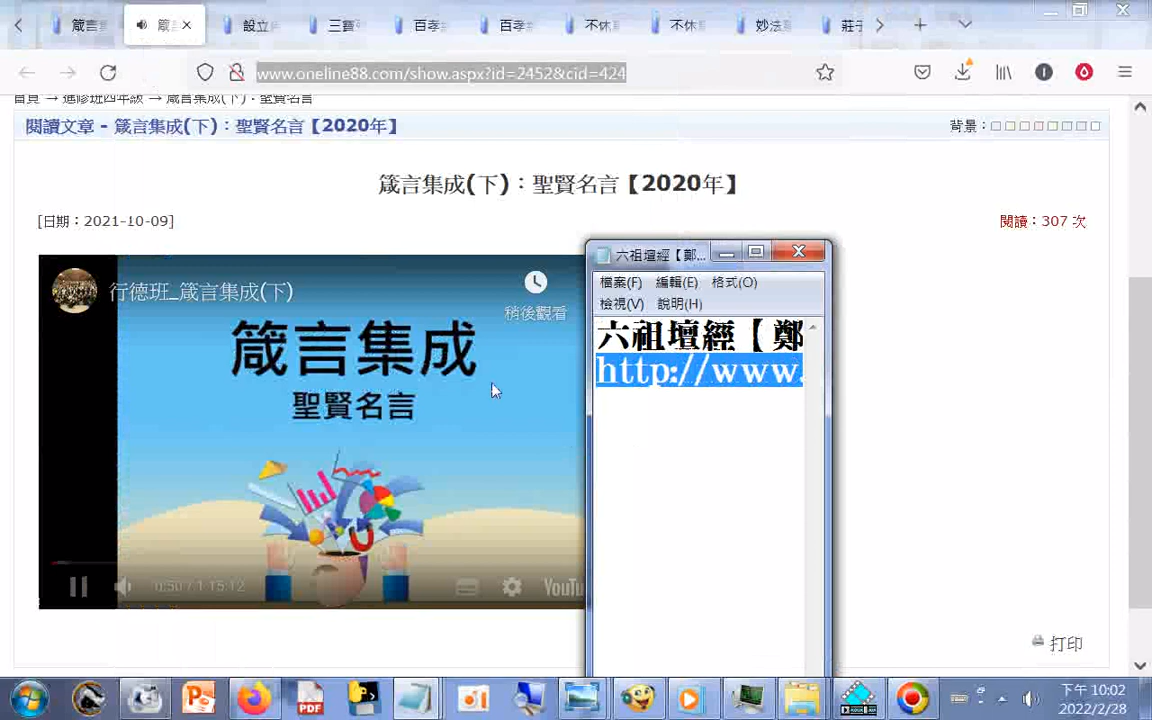 箴言
箴
設立
三寶
百孝
百孝
不休
不休
妙法
莊子
www.oneline88.com/show.aspx?id=2452&cid=424
首頁 → 進修班四年級 → 箴言集成(下)：聖賢名言
閱讀文章 - 箴言集成(下)：聖賢名言【2020年】
背景：
箴言集成(下)：聖賢名言【2020年】
[日期：2021-10-09]
閱讀：307 次
行德班_箴言集成(下)
稍後觀看
箴言集成
聖賢名言
0:50 / 1:15:12
YouTu
六祖壇經【鄭...
檔案(F) 編輯(E) 格式(O)
檢視(V) 說明(H)
六祖壇經【鄭
http://www.
打印
PDF
下午 10:02
2022/2/28